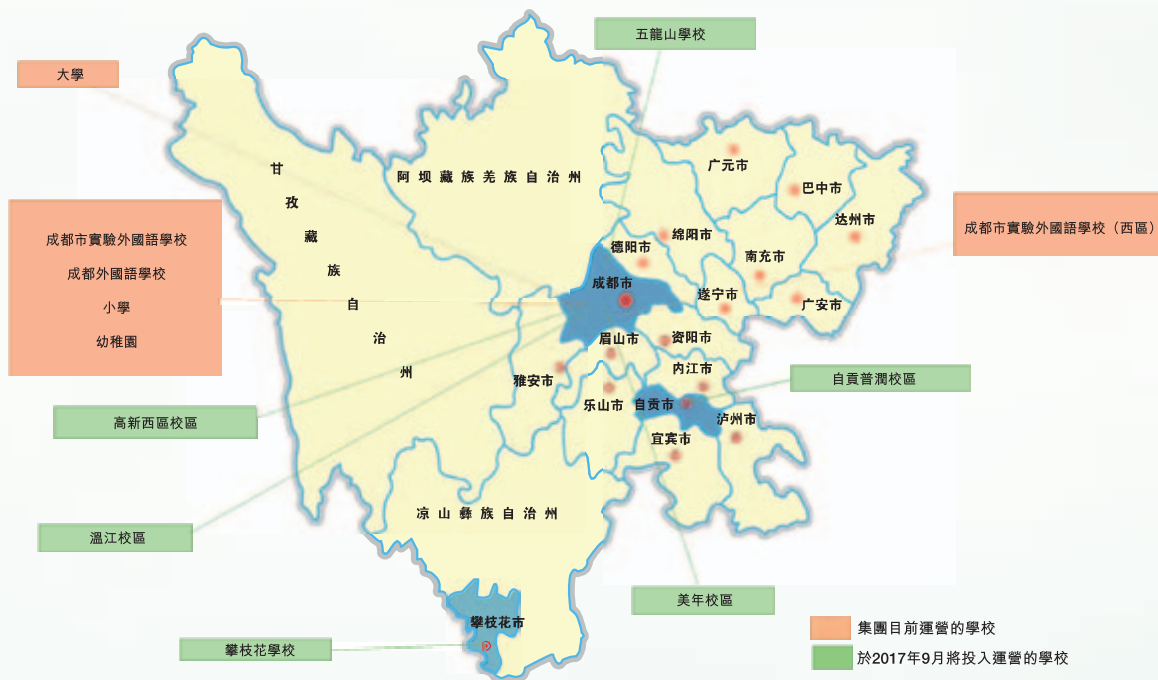 五龍山學校
大學
甘孜藏族自治州
阿坝藏族羌族自治州
广元市
巴中市
达州市
成都市實驗外國語學校
成都外國語學校
小學
幼稚園
成都市實驗外國語學校（西區）
绵阳市
德阳市
南充市
成都市
遂宁市
广安市
眉山市
资阳市
雅安市
内江市
乐山市
自贡市
自貢普潤校區
泸州市
宜宾市
高新西區校區
凉山彝族自治州
溫江校區
美年校區
攀枝花市
攀枝花學校
集團目前運營的學校
於2017年9月將投入運營的學校